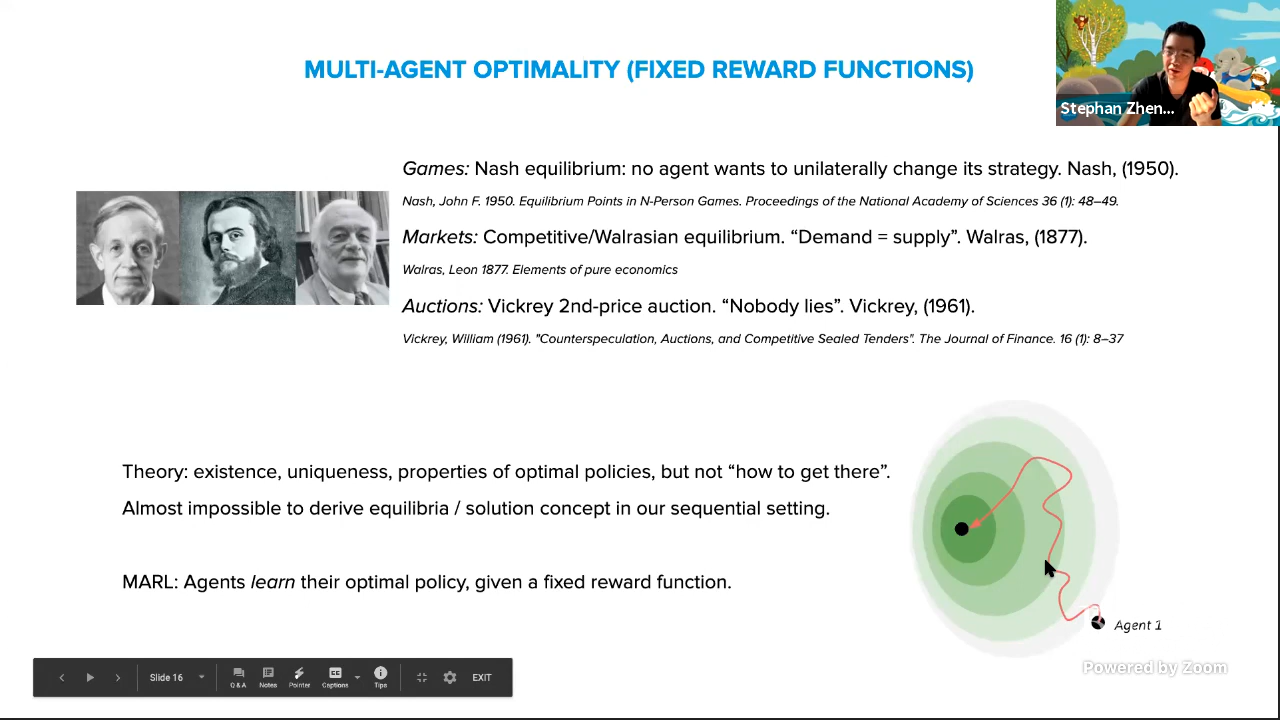 MULTI-AGENT OPTIMALITY (FIXED REWARD FUNCTIONS)
Stephan Zhen...
Games: Nash equilibrium: no agent wants to unilaterally change its strategy. Nash, (1950).
Nash, John F. 1950. Equilibrium Points in N-Person Games. Proceedings of the National Academy of Sciences 36 (1): 48–49.
Markets: Competitive/Walrasian equilibrium. “Demand = supply”. Walras, (1877).
Walras, Leon 1877. Elements of pure economics
Auctions: Vickrey 2nd-price auction. “Nobody lies”. Vickrey, (1961).
Vickrey, William (1961). "Counterspeculation, Auctions, and Competitive Sealed Tenders". The Journal of Finance. 16 (1): 8–37
Theory: existence, uniqueness, properties of optimal policies, but not “how to get there”.
Almost impossible to derive equilibria / solution concept in our sequential setting.
MARL: Agents learn their optimal policy, given a fixed reward function.
Agent 1
Powered by Zoom
Slide 16 Q & A Notes Pointer Captions Tips EXIT